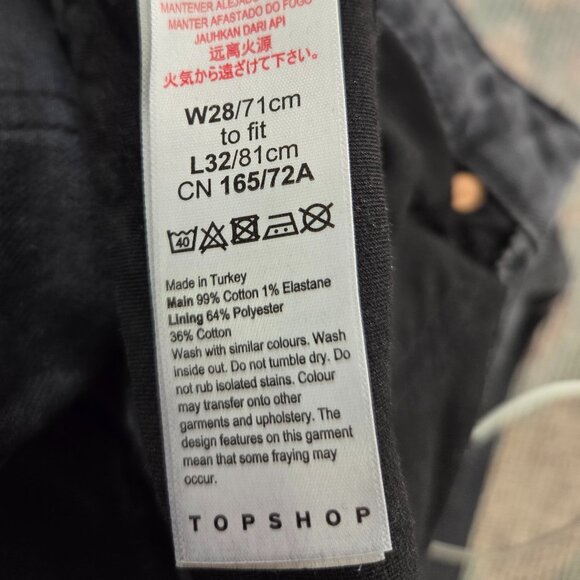 MANTENER ALEJADO
MANTER AFASTADO DO FOGO
JAUHKAN DARI API
远离火源
火気から遠ざけて下さい。
W28/71cm
to fit
L32/81cm
CN 165/72A
40
Made in Turkey
Main 99% Cotton 1% Elastane
Lining 64% Polyester
36% Cotton
Wash with similar colours. Wash
inside out. Do not tumble dry. Do
not rub isolated stains. Colour
may transfer onto other
garments and upholstery. The
design features on this garment
mean that some fraying may
occur.
TOPSHOP